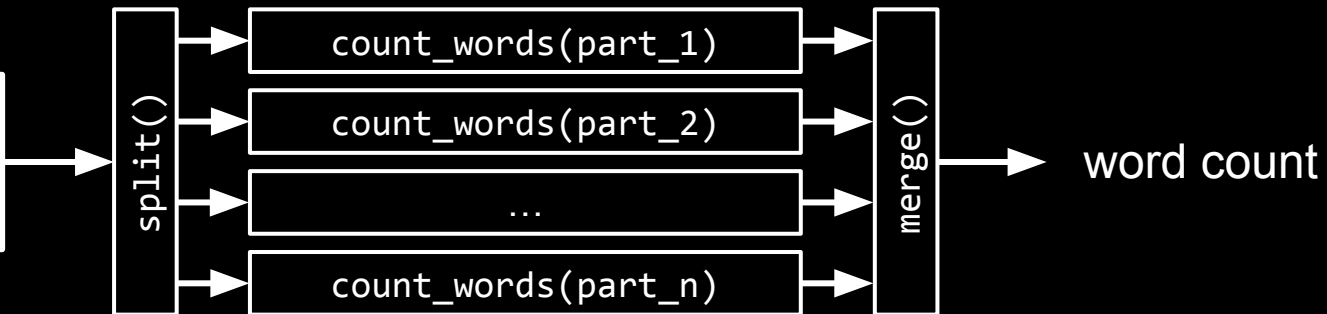 split()
count_words(part_1)
count_words(part_2)
...
count_words(part_n)
merge()
word count